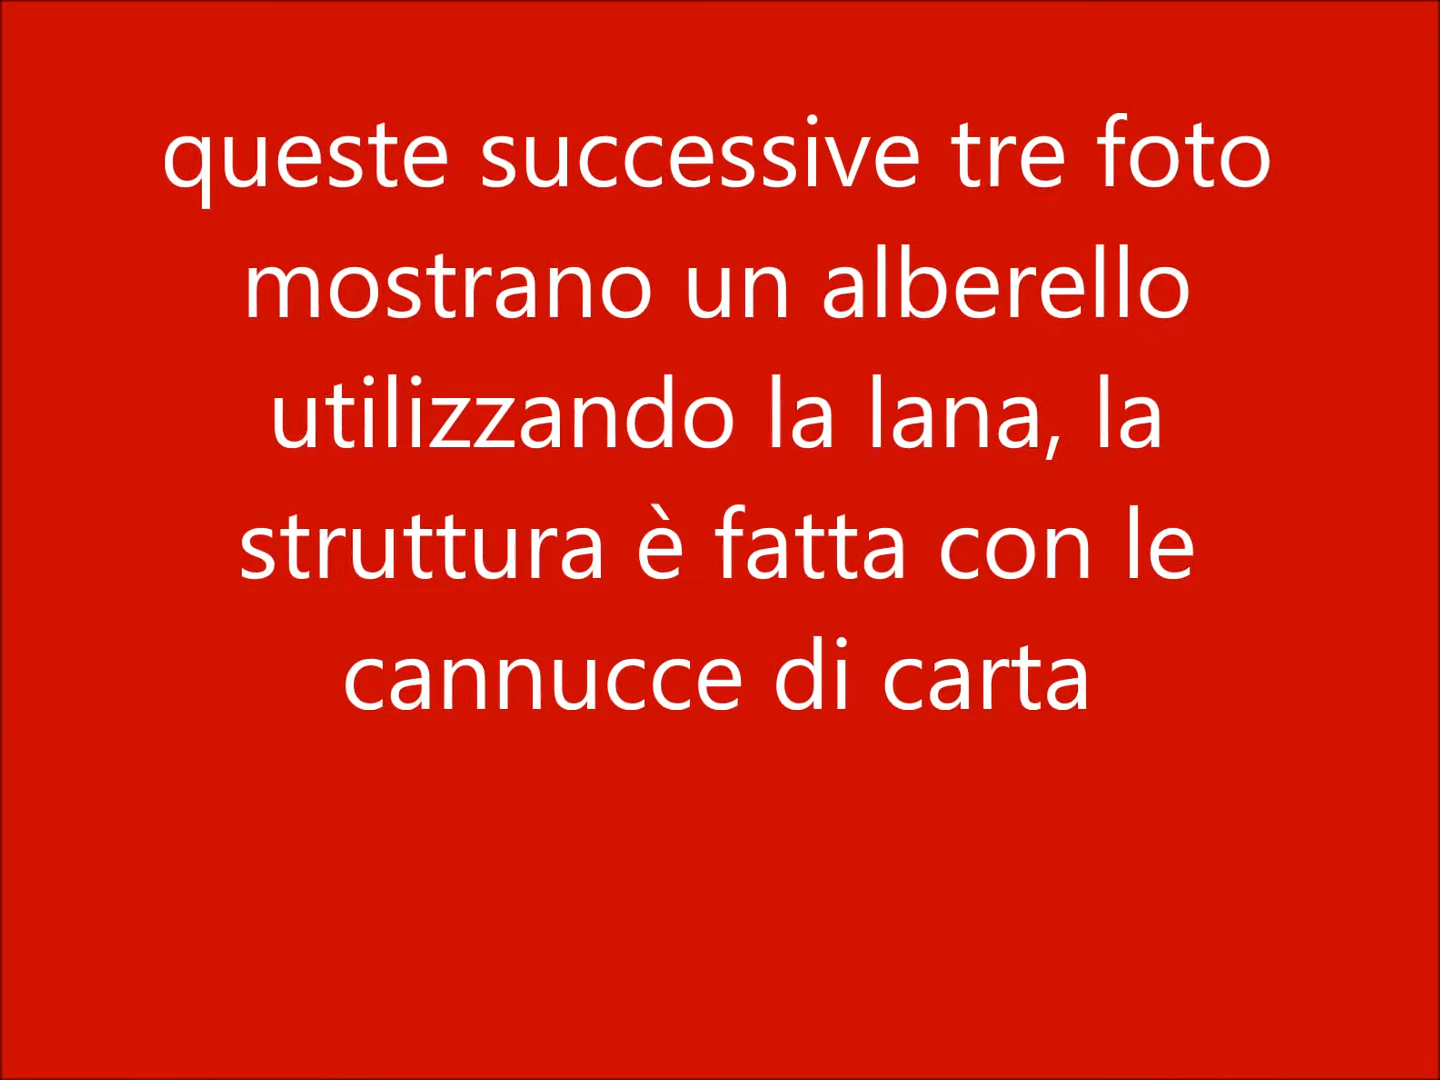 queste successive tre foto
mostrano un alberello
utilizzando la lana, la
struttura è fatta con le
cannucce di carta